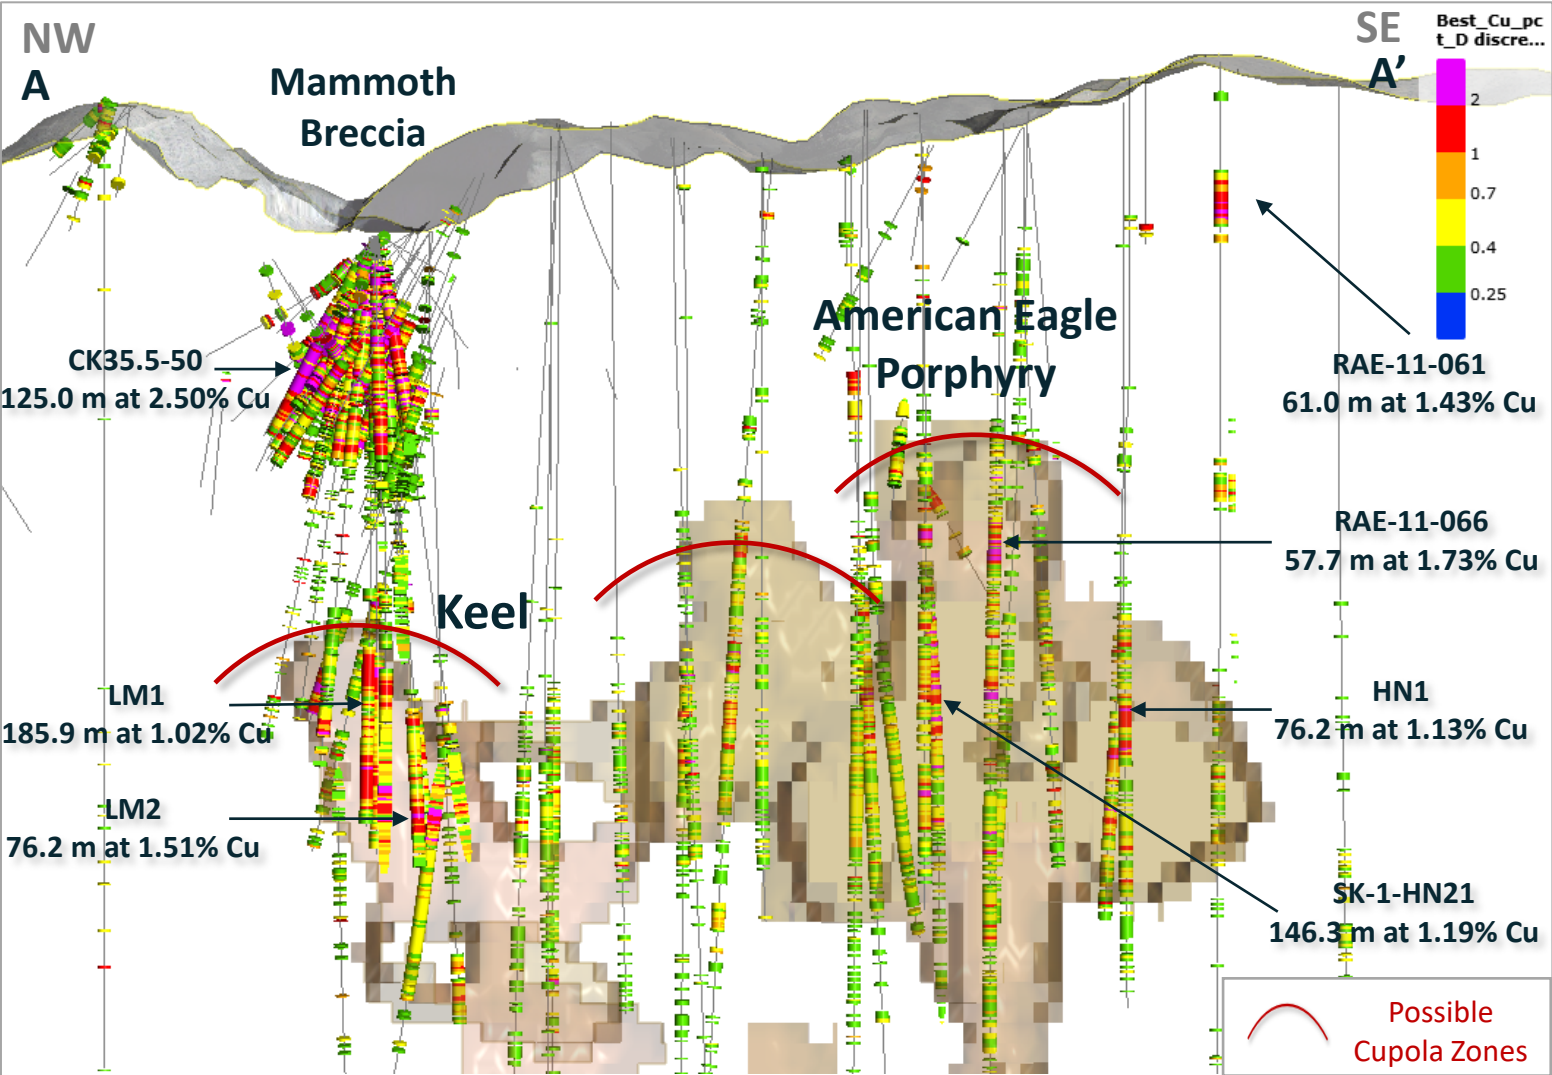 NW
A
Mammoth
Breccia
SE
A’
Best_Cu_pc
t_D discre...
2
1
0.7
0.4
0.25
American Eagle
Porphyry
CK35.5-50
125.0 m at 2.50% Cu
RAE-11-061
61.0 m at 1.43% Cu
RAE-11-066
57.7 m at 1.73% Cu
Keel
LM1
185.9 m at 1.02% Cu
HN1
76.2 m at 1.13% Cu
LM2
76.2 m at 1.51% Cu
SK-1-HN21
146.3 m at 1.19% Cu
Possible
Cupola Zones